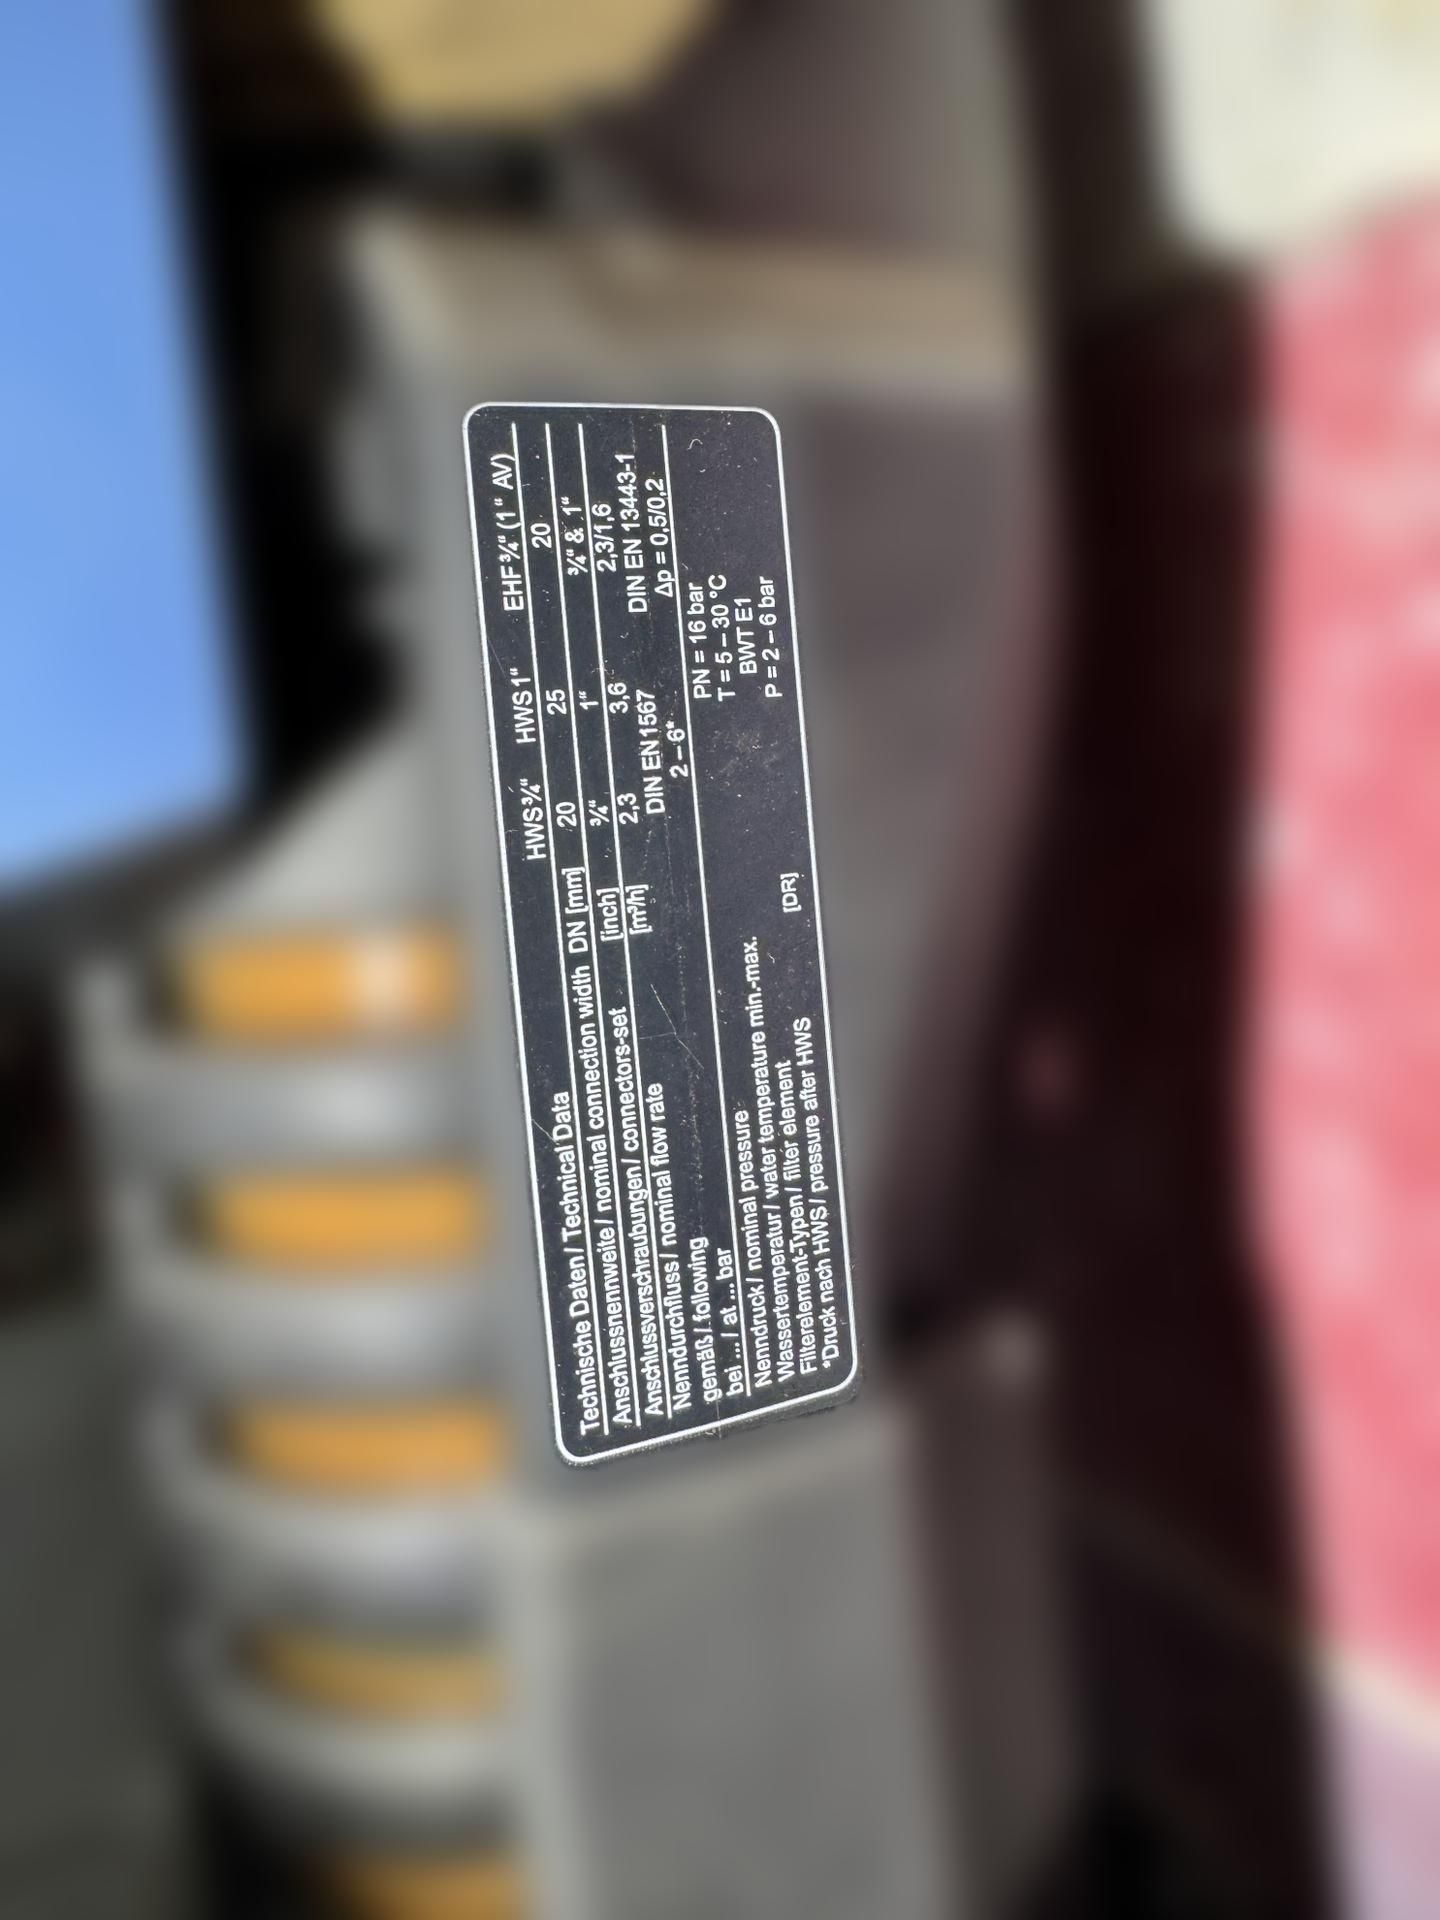 Technische Daten / Technical Data HWS¾“ HWS 1“ EHF ¾“ (1“ AV)
Anschlussnennweite / nominal connection width DN [mm] 20 25 20
Anschlussverschraubungen / connectors-set [inch] ¾“ 1“ ¾“ & 1“
Nenndurchfluss / nominal flow rate [m³/h] 2,3 3,6 2,3/1,6
gemäß / following DIN EN 1567 DIN EN 13443-1
bei ... / at ... bar 2 – 6* Δp = 0,5/0,2
Nenndruck / nominal pressure PN = 16 bar
Wassertemperatur / water temperature min.-max. T = 5 – 30 °C
Filterelement-Typen / filter element BWT E1
*Druck nach HWS / pressure after HWS [DR] P = 2 – 6 bar